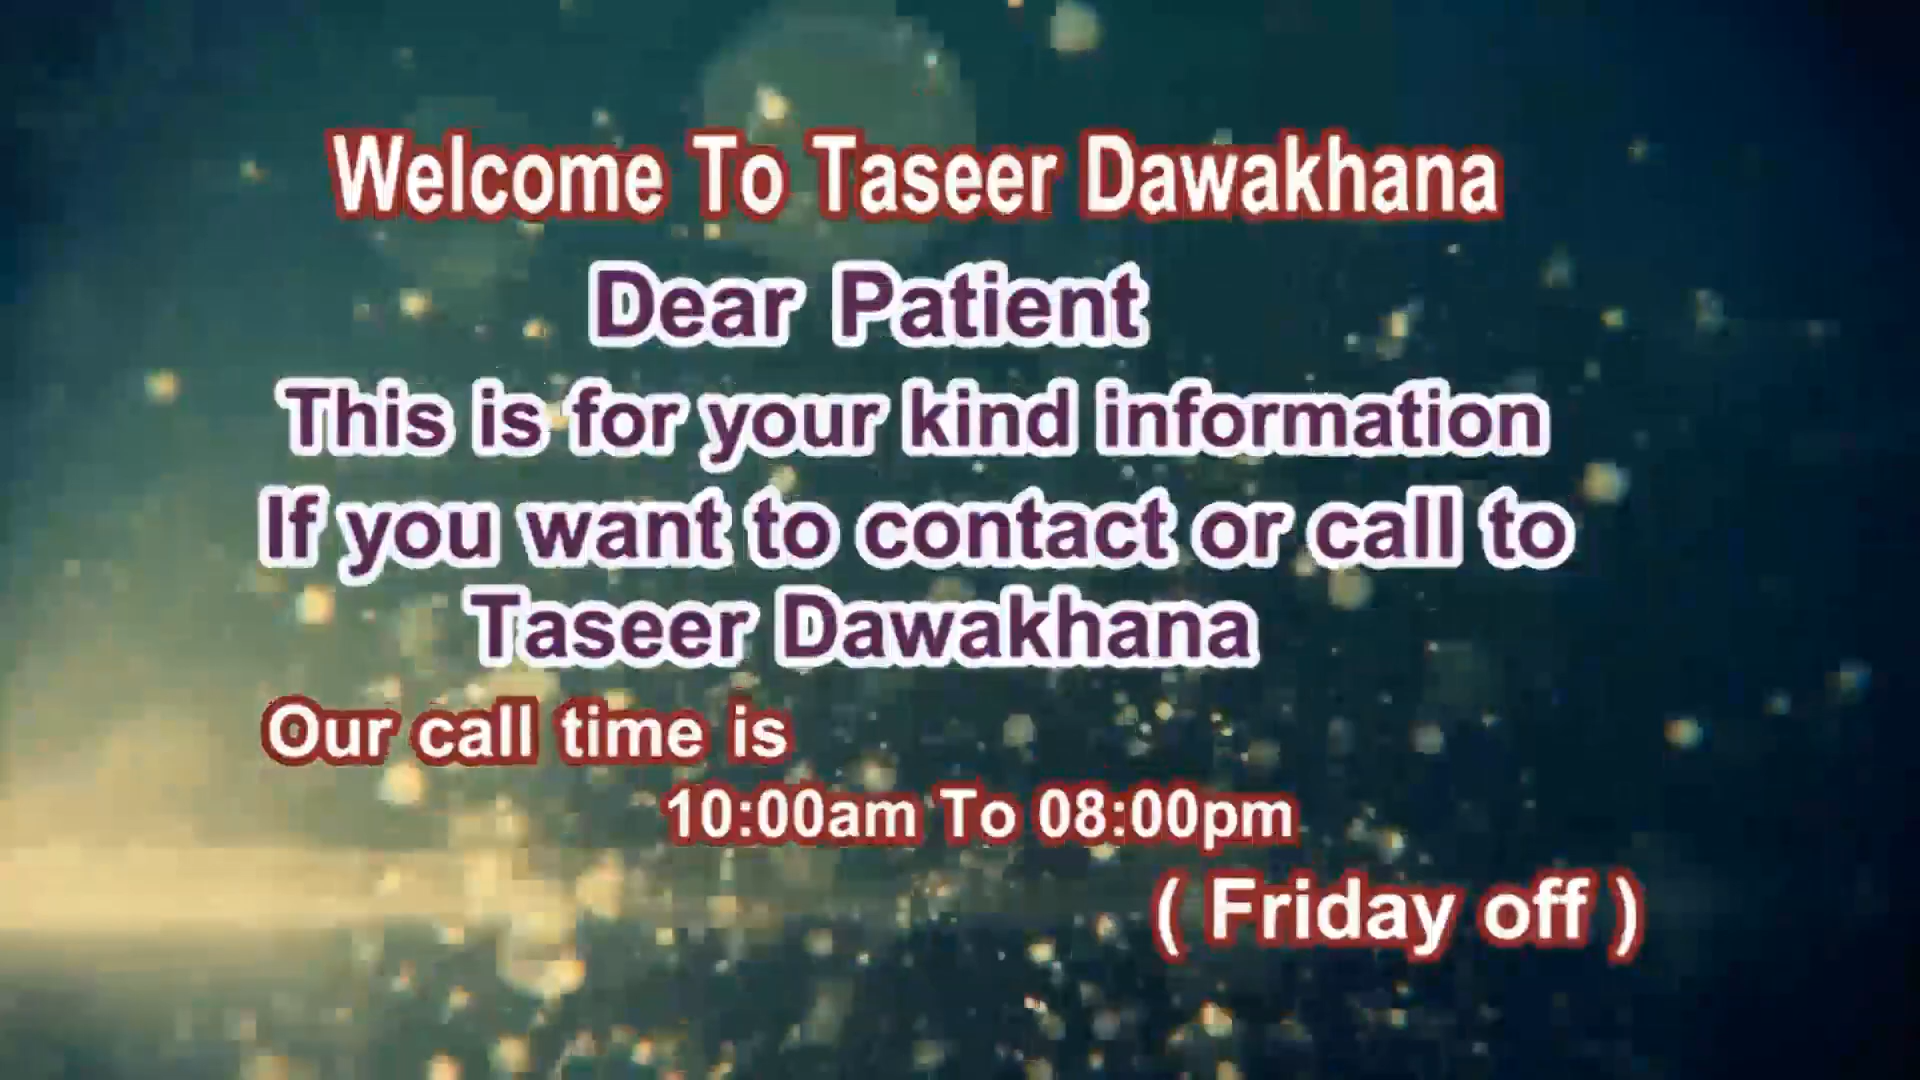 Welcome To Taseer Dawakhana
Dear Patient
This is for your kind information
If you want to contact or call to
Taseer Dawakhana
Our call time is
10:00am To 08:00pm
( Friday off )